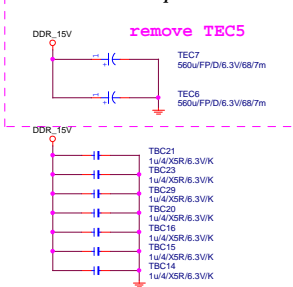 remove TEC5
DDR_15V
1
TEC7
560u/FP/D/6.3V/68/7m
1
TEC6
560u/FP/D/6.3V/68/7m
DDR_15V
TBC21
1u/4/X5R/6.3V/K
TBC23
1u/4/X5R/6.3V/K
TBC29
1u/4/X5R/6.3V/K
TBC20
1u/4/X5R/6.3V/K
TBC16
1u/4/X5R/6.3V/K
TBC15
1u/4/X5R/6.3V/K
TBC14
1u/4/X5R/6.3V/K